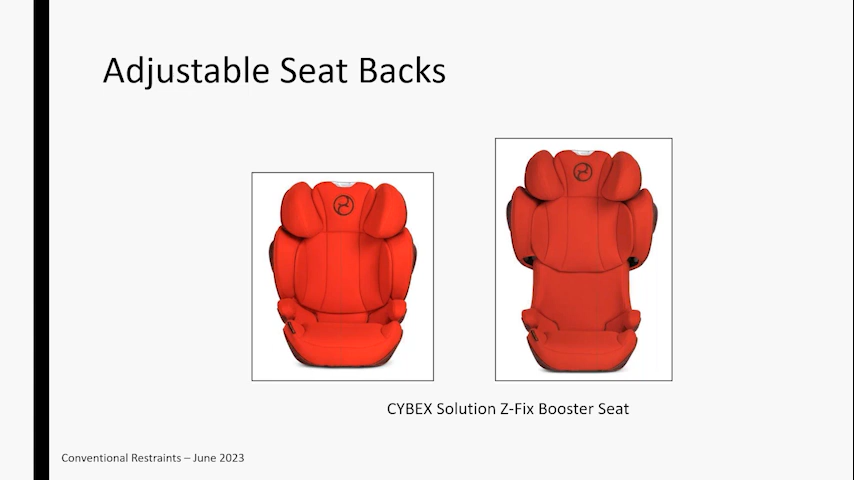 Adjustable Seat Backs
CYBEX Solution Z-Fix Booster Seat
Conventional Restraints – June 2023